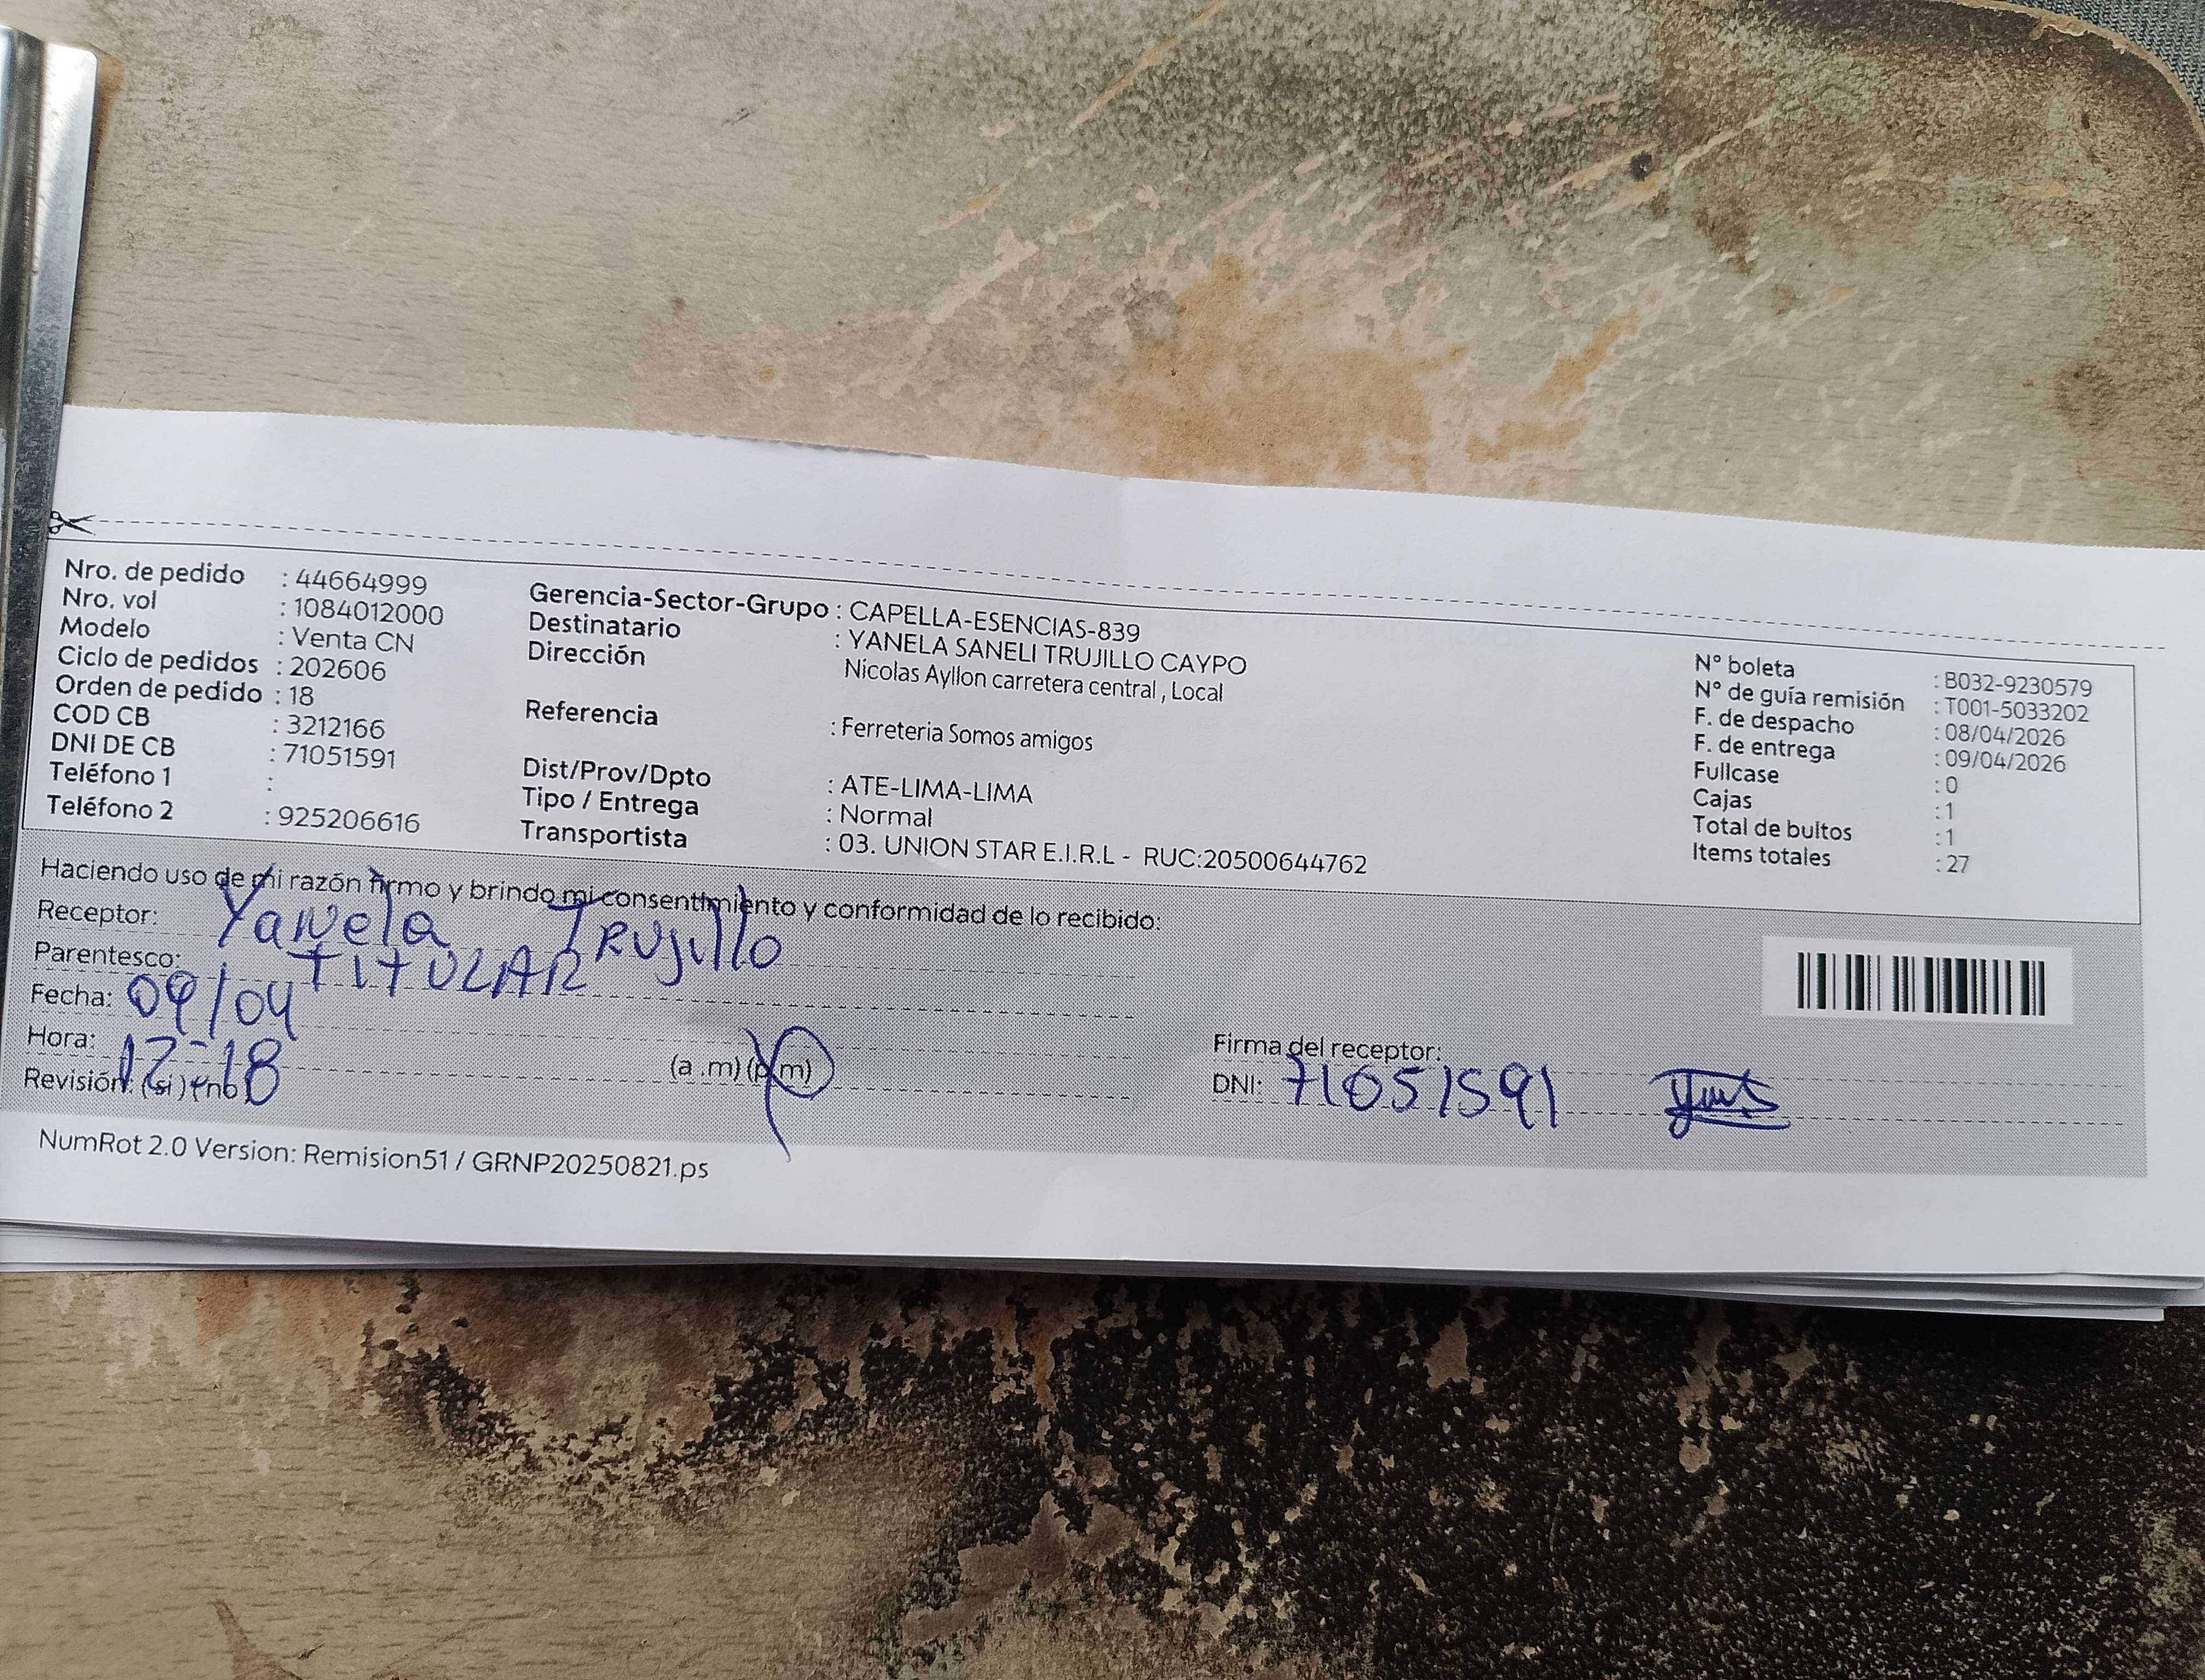 Nro. de pedido : 44664999
Nro. vol : 1084012000
Modelo : Venta CN
Ciclo de pedidos : 202606
Orden de pedido : 18
COD CB : 3212166
DNI DE CB : 71051591
Teléfono 1 :
Teléfono 2 : 925206616
Gerencia-Sector-Grupo : CAPELLA-ESENCIAS-839
Destinatario : YANELA SANELI TRUJILLO CAYPO
Dirección Nicolas Ayllon carretera central , Local
Referencia : Ferreteria Somos amigos
Dist/Prov/Dpto : ATE-LIMA-LIMA
Tipo / Entrega : Normal
Transportista : 03. UNION STAR E.I.R.L - RUC:20500644762
N° boleta : B032-9230579
N° de guía remisión : T001-5033202
F. de despacho : 08/04/2026
F. de entrega : 09/04/2026
Fullcase : 0
Cajas : 1
Total de bultos : 1
Items totales : 27
Haciendo uso de mi razón firmo y brindo mi consentimiento y conformidad de lo recibido:
Receptor: Yanela Trujillo
Parentesco: TITULAR
Fecha: 09/04
Hora: 12-18 (a .m) (p.m)
Revisión: (si) (no)
Firma del receptor:
DNI: 71051591
NumRot 2.0 Version: Remision51 / GRNP20250821.ps